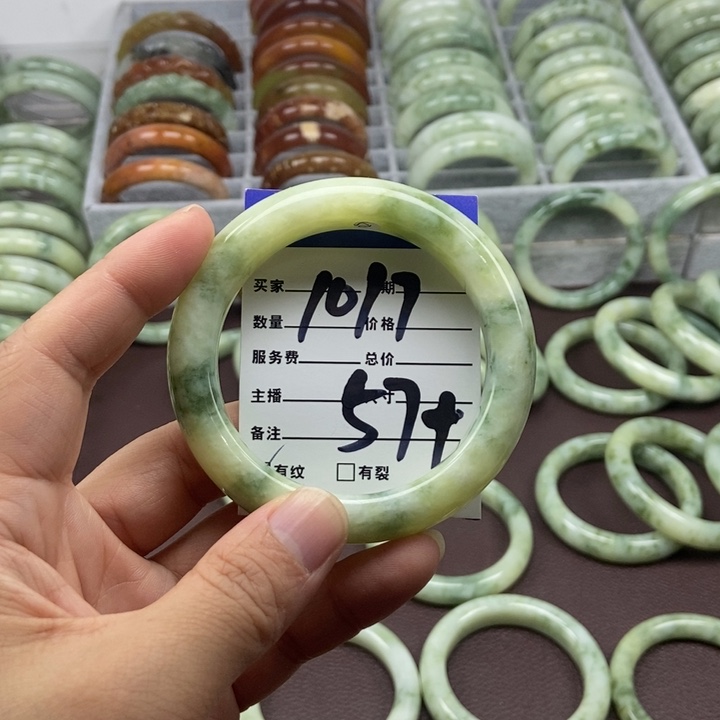 买家 1017 期
数量 价格
服务费 总价
主播 寸
备注 57+
有纹 有裂